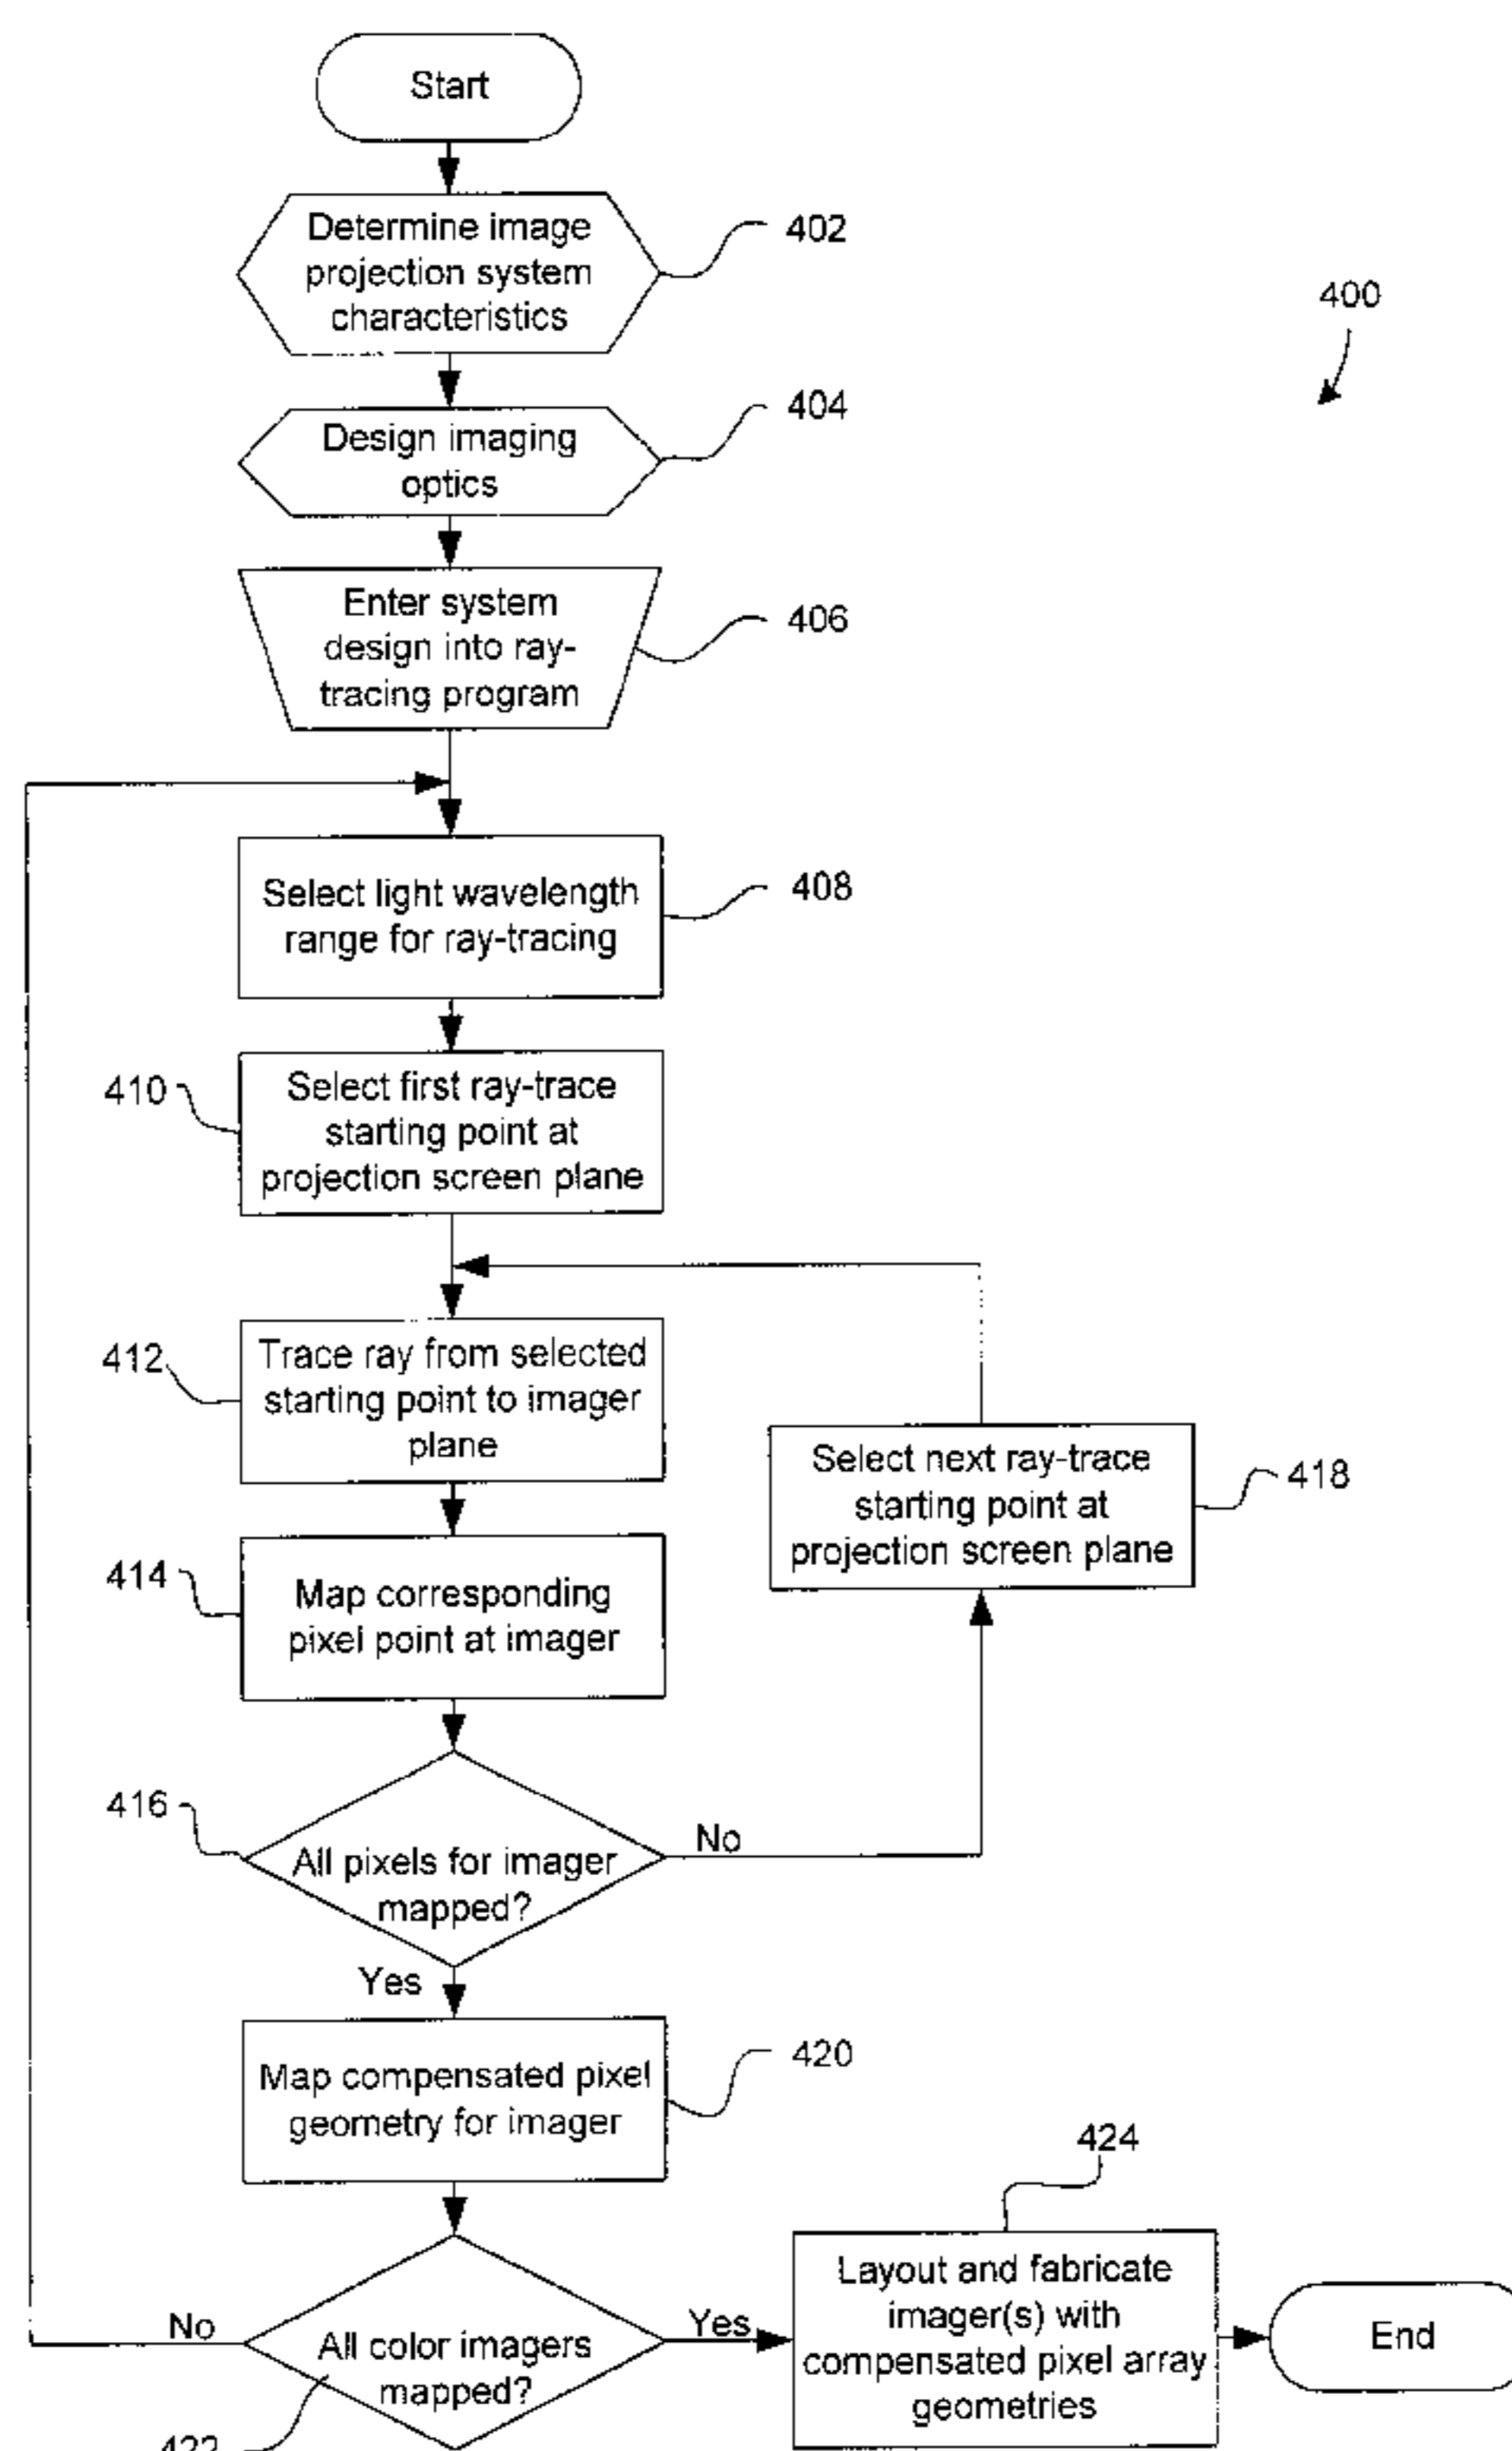 Start
Determine image
projection system
characteristics
402
400
Design imaging
optics
404
Enter system
design into ray-
tracing program
406
Select light wavelength
range for ray-tracing
408
410
Select first ray-trace
starting point at
projection screen plane
412
Trace ray from selected
starting point to imager
plane
Select next ray-trace
starting point at
projection screen plane
418
414
Map corresponding
pixel point at imager
416
All pixels for imager
mapped?
No
Yes
Map compensated pixel
geometry for imager
420
424
No
All color imagers
mapped?
Yes
Layout and fabricate
imager(s) with
compensated pixel array
geometries
End
422